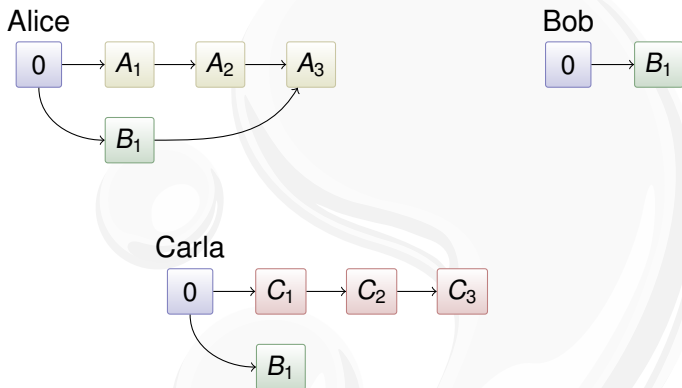 Alice
0 A₁ A₂ A₃
B₁
Bob
0 B₁
Carla
0 C₁ C₂ C₃
B₁